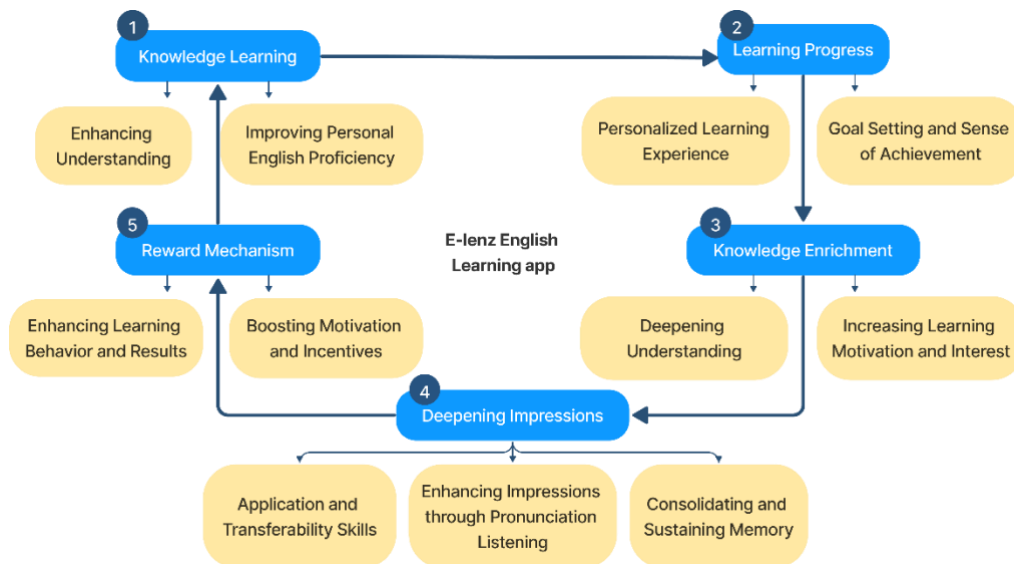 1
Knowledge Learning
Enhancing
Understanding
Improving Personal
English Proficiency
2
Learning Progress
Personalized Learning
Experience
Goal Setting and Sense
of Achievement
3
Knowledge Enrichment
Deepening
Understanding
Increasing Learning
Motivation and Interest
4
Deepening Impressions
Application and
Transferability Skills
Enhancing Impressions
through Pronunciation
Listening
Consolidating and
Sustaining Memory
5
Reward Mechanism
Enhancing Learning
Behavior and Results
Boosting Motivation
and Incentives
E-lenz English
Learning app